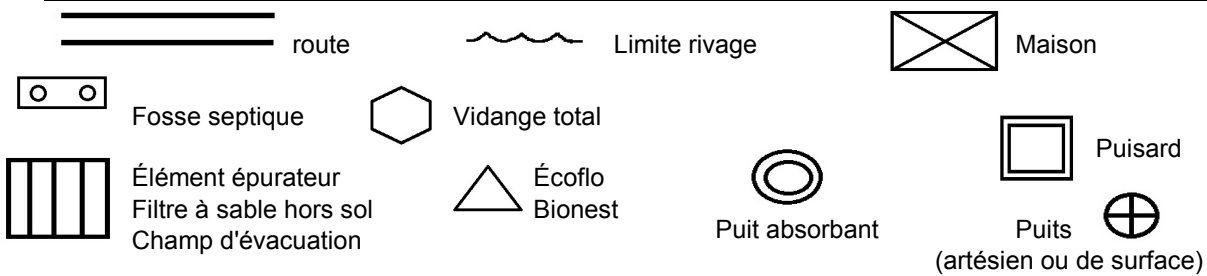 route
Limite rivage
Maison
Fosse septique
Vidange total
Puisard
Élément épurateur
Filtre à sable hors sol
Champ d'évacuation
Écoflo
Bionest
Puit absorbant
Puits
(artésien ou de surface)